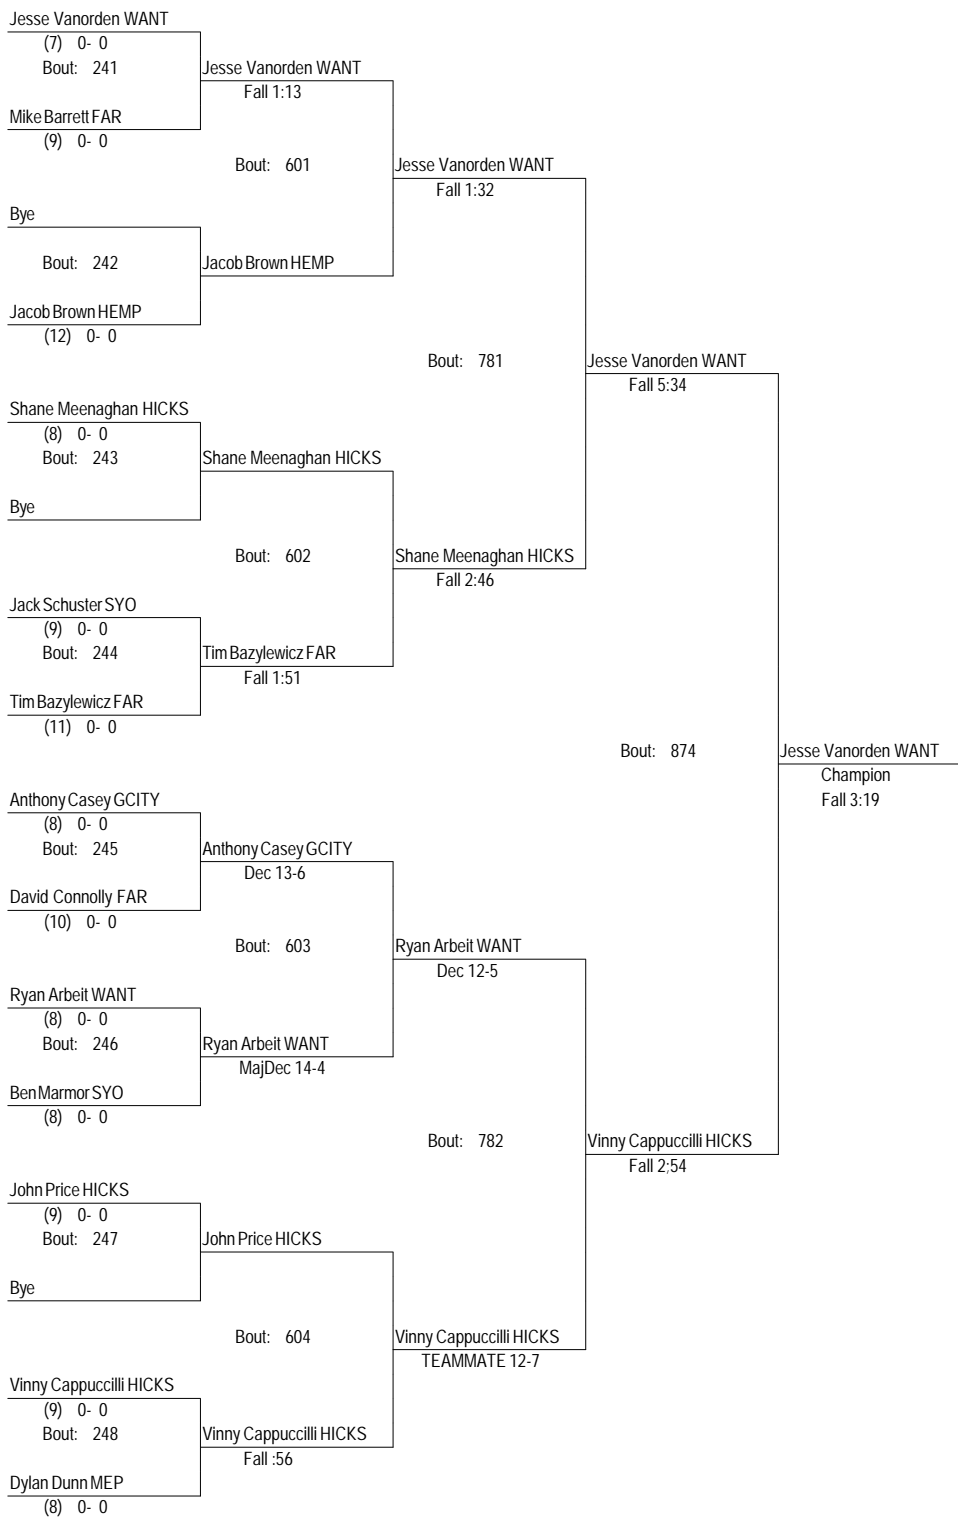 Jesse Vanorden WANT
(7) 0- 0
Bout: 241
Jesse Vanorden WANT
Fall 1:13
Mike Barrett FAR
(9) 0- 0
Bout: 601
Jesse Vanorden WANT
Fall 1:32
Bye
Bout: 242
Jacob Brown HEMP
Jacob Brown HEMP
(12) 0- 0
Bout: 781
Jesse Vanorden WANT
Fall 5:34
Shane Meenaghan HICKS
(8) 0- 0
Bout: 243
Shane Meenaghan HICKS
Bye
Bout: 602
Shane Meenaghan HICKS
Fall 2:46
Jack Schuster SYO
(9) 0- 0
Bout: 244
Tim Bazylewicz FAR
Fall 1:51
Tim Bazylewicz FAR
(11) 0- 0
Bout: 874
Jesse Vanorden WANT
Champion
Fall 3:19
Anthony Casey GCITY
(8) 0- 0
Bout: 245
Anthony Casey GCITY
Dec 13-6
David Connolly FAR
(10) 0- 0
Bout: 603
Ryan Arbeit WANT
Dec 12-5
Ryan Arbeit WANT
(8) 0- 0
Bout: 246
Ryan Arbeit WANT
MajDec 14-4
Ben Marmor SYO
(8) 0- 0
Bout: 782
Vinny Cappuccilli HICKS
Fall 2;54
John Price HICKS
(9) 0- 0
Bout: 247
John Price HICKS
Bye
Bout: 604
Vinny Cappuccilli HICKS
TEAMMATE 12-7
Vinny Cappuccilli HICKS
(9) 0- 0
Bout: 248
Vinny Cappuccilli HICKS
Fall :56
Dylan Dunn MEP
(8) 0- 0